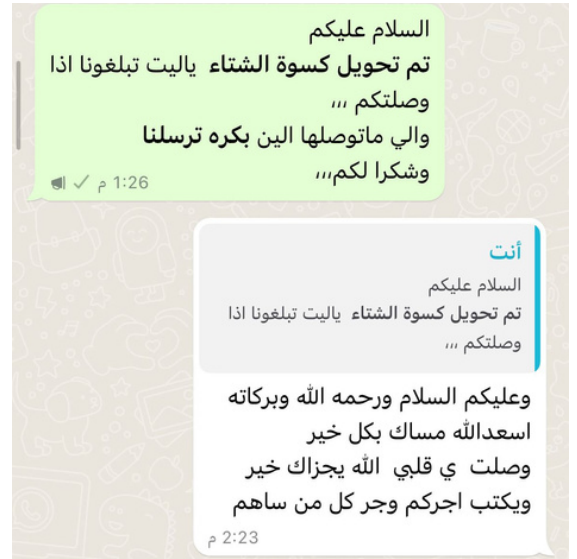 السلام عليكم
تم تحويل كسوة الشتاء ياليت تبلغونا اذا
وصلتكم ,,,
والي ماتوصلها الين بكره ترسلنا
وشكرا لكم,,,
1:26 م
أنت
السلام عليكم
تم تحويل كسوة الشتاء ياليت تبلغونا اذا
وصلتكم ,,,
وعليكم السلام ورحمه الله وبركاته
اسعدالله مساك بكل خير
وصلت ي قلبي الله يجزاك خير
ويكتب اجركم وجر كل من ساهم
2:23 م